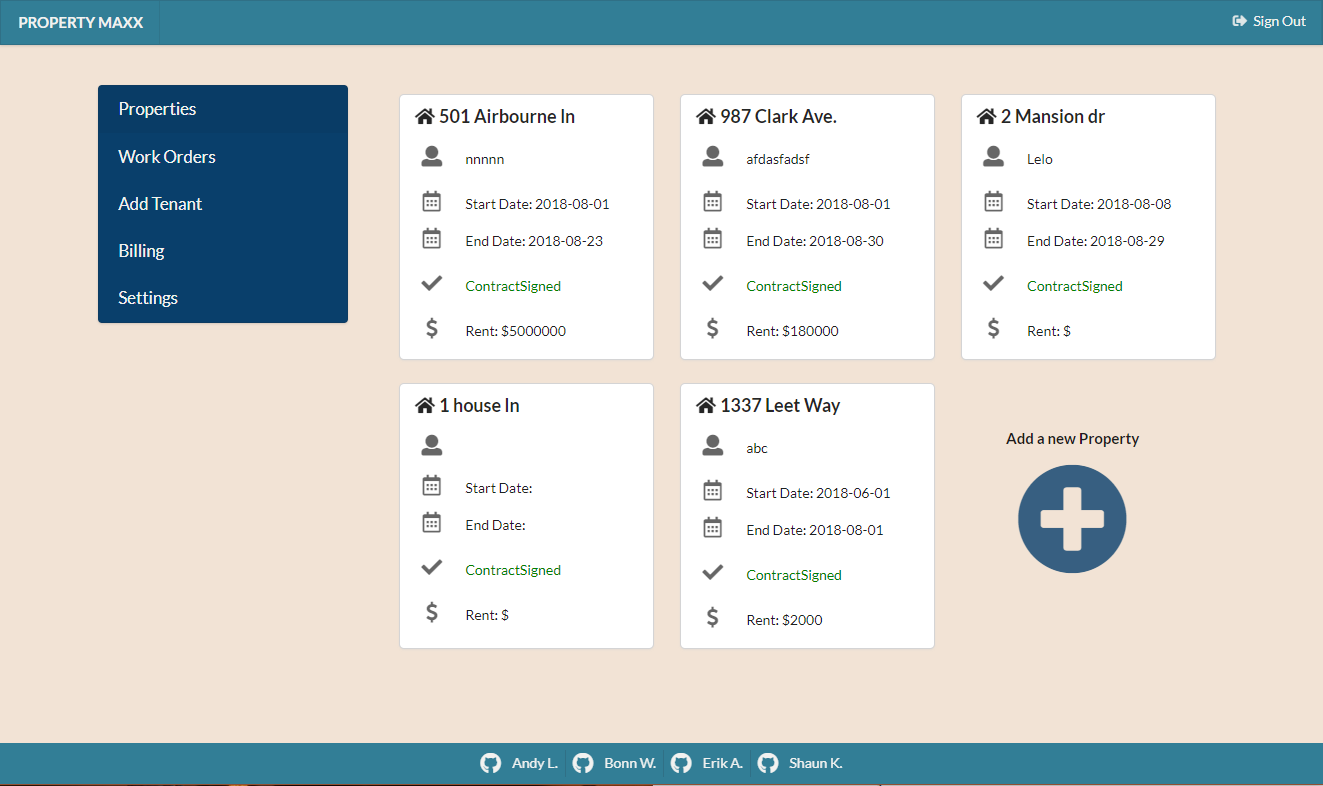 PROPERTY MAXX
Sign Out
Properties
Work Orders
Add Tenant
Billing
Settings
501 Airbourne ln
nnnnn
Start Date: 2018-08-01
End Date: 2018-08-23
ContractSigned
Rent: $5000000
987 Clark Ave.
afdasfadsf
Start Date: 2018-08-01
End Date: 2018-08-30
ContractSigned
Rent: $180000
2 Mansion dr
Lelo
Start Date: 2018-08-08
End Date: 2018-08-29
ContractSigned
Rent: $
1 house ln
Start Date:
End Date:
ContractSigned
Rent: $
1337 Leet Way
abc
Start Date: 2018-06-01
End Date: 2018-08-01
ContractSigned
Rent: $2000
Add a new Property
Andy L. Bonn W. Erik A. Shaun K.